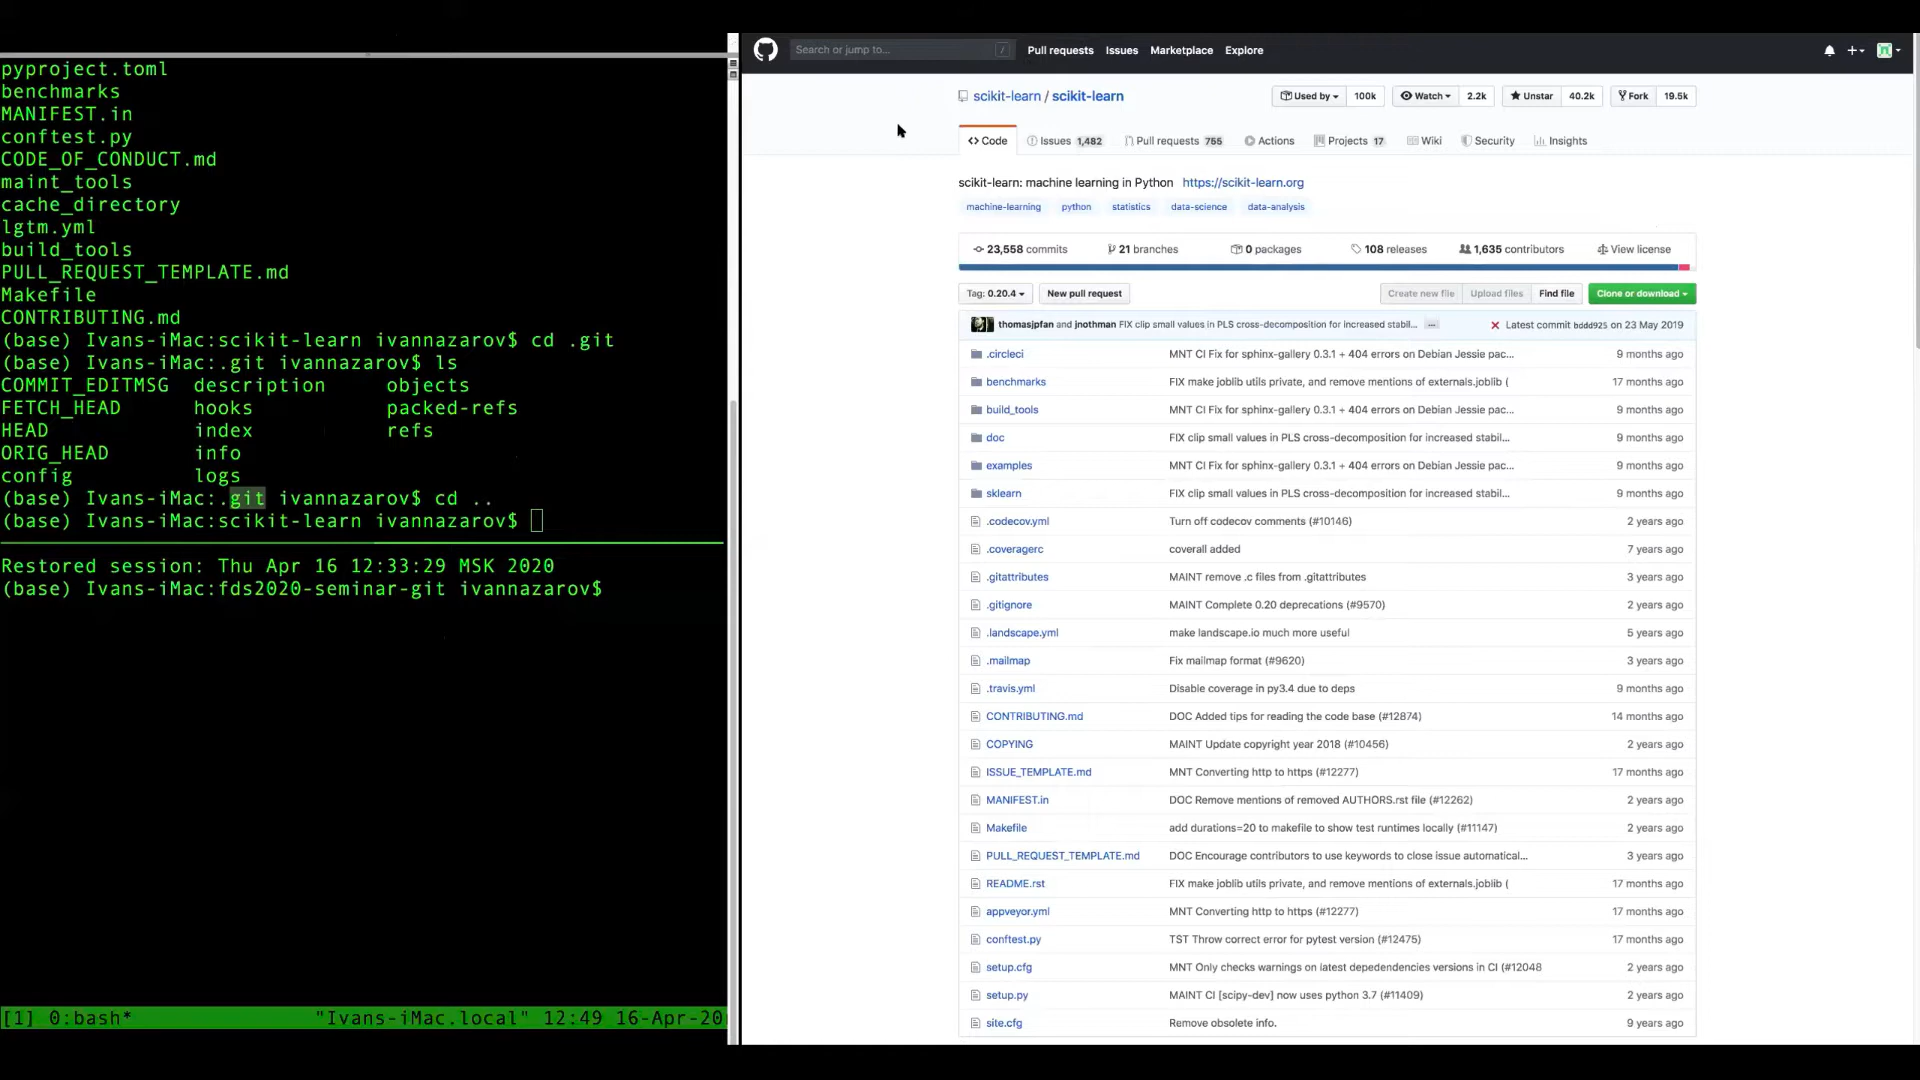 pyproject.toml
benchmarks
MANIFEST.in
conftest.py
CODE_OF_CONDUCT.md
maint_tools
cache_directory
lgtm.yml
build_tools
PULL_REQUEST_TEMPLATE.md
Makefile
CONTRIBUTING.md
(base) Ivans-iMac:scikit-learn ivannazarov$ cd .git
(base) Ivans-iMac:.git ivannazarov$ ls
COMMIT_EDITMSG description objects
FETCH_HEAD hooks packed-refs
HEAD index refs
ORIG_HEAD info
config logs
(base) Ivans-iMac:.git ivannazarov$ cd ..
(base) Ivans-iMac:scikit-learn ivannazarov$
Restored session: Thu Apr 16 12:33:29 MSK 2020
(base) Ivans-iMac:fds2020-seminar-git ivannazarov$
[1] 0:bash* "Ivans-iMac.local" 12:49 16-Apr-20
Search or jump to... / Pull requests Issues Marketplace Explore
scikit-learn / scikit-learn Used by 100k Watch 2.2k Unstar 40.2k Fork 19.5k
Code Issues 1,482 Pull requests 755 Actions Projects 17 Wiki Security Insights
scikit-learn: machine learning in Python https://scikit-learn.org
machine-learning python statistics data-science data-analysis
23,558 commits 21 branches 0 packages 108 releases 1,635 contributors View license
Tag: 0.20.4 New pull request Create new file Upload files Find file Clone or download
thomasjpfan and jnothman FIX clip small values in PLS cross-decomposition for increased stabil... ... Latest commit bddd925 on 23 May 2019
.circleci MNT CI Fix for sphinx-gallery 0.3.1 + 404 errors on Debian Jessie pac... 9 months ago
benchmarks FIX make joblib utils private, and remove mentions of externals.joblib ( 17 months ago
build_tools MNT CI Fix for sphinx-gallery 0.3.1 + 404 errors on Debian Jessie pac... 9 months ago
doc FIX clip small values in PLS cross-decomposition for increased stabil... 9 months ago
examples MNT CI Fix for sphinx-gallery 0.3.1 + 404 errors on Debian Jessie pac... 9 months ago
sklearn FIX clip small values in PLS cross-decomposition for increased stabil... 9 months ago
.codecov.yml Turn off codecov comments (#10146) 2 years ago
.coveragerc coverall added 7 years ago
.gitattributes MAINT remove .c files from .gitattributes 3 years ago
.gitignore MAINT Complete 0.20 deprecations (#9570) 2 years ago
.landscape.yml make landscape.io much more useful 5 years ago
.mailmap Fix mailmap format (#9620) 3 years ago
.travis.yml Disable coverage in py3.4 due to deps 9 months ago
CONTRIBUTING.md DOC Added tips for reading the code base (#12874) 14 months ago
COPYING MAINT Update copyright year 2018 (#10456) 2 years ago
ISSUE_TEMPLATE.md MNT Converting http to https (#12277) 17 months ago
MANIFEST.in DOC Remove mentions of removed AUTHORS.rst file (#12262) 2 years ago
Makefile add durations=20 to makefile to show test runtimes locally (#11147) 2 years ago
PULL_REQUEST_TEMPLATE.md DOC Encourage contributors to use keywords to close issue automatical... 3 years ago
README.rst FIX make joblib utils private, and remove mentions of externals.joblib ( 17 months ago
appveyor.yml MNT Converting http to https (#12277) 17 months ago
conftest.py TST Throw correct error for pytest version (#12475) 17 months ago
setup.cfg MNT Only checks warnings on latest depedendencies versions in CI (#12048 2 years ago
setup.py MAINT CI [scipy-dev] now uses python 3.7 (#11409) 2 years ago
site.cfg Remove obsolete info. 9 years ago